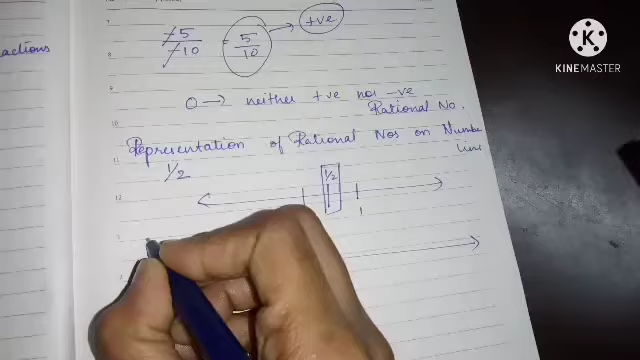 actions
-5/-10 = 5/10 → +ve
0 → neither +ve nor -ve
Rational No.
Representation of Rational Nos on Numbe
line
1/2
1/2
1
KINEMASTER